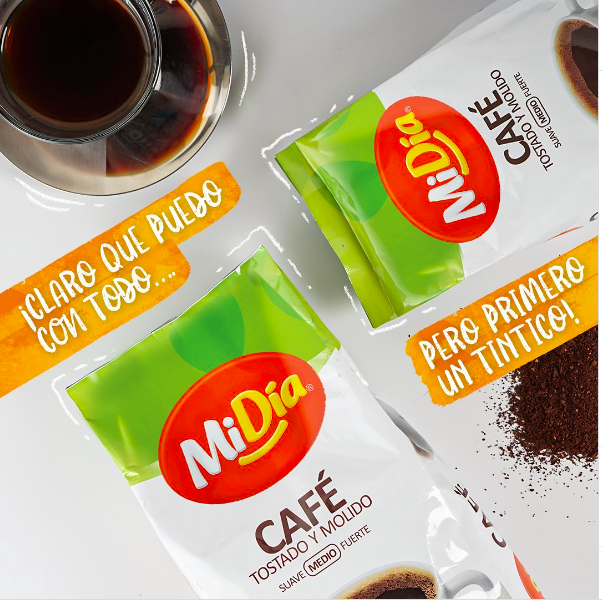 MiDía®
CAFÉ
TOSTADO Y MOLIDO
SUAVE MEDIO FUERTE
¡CLARO QUE PUEDO
CON TODO....
PERO PRIMERO
UN TINTICO!
MiDía®
CAFÉ
TOSTADO Y MOLIDO
SUAVE MEDIO FUERTE